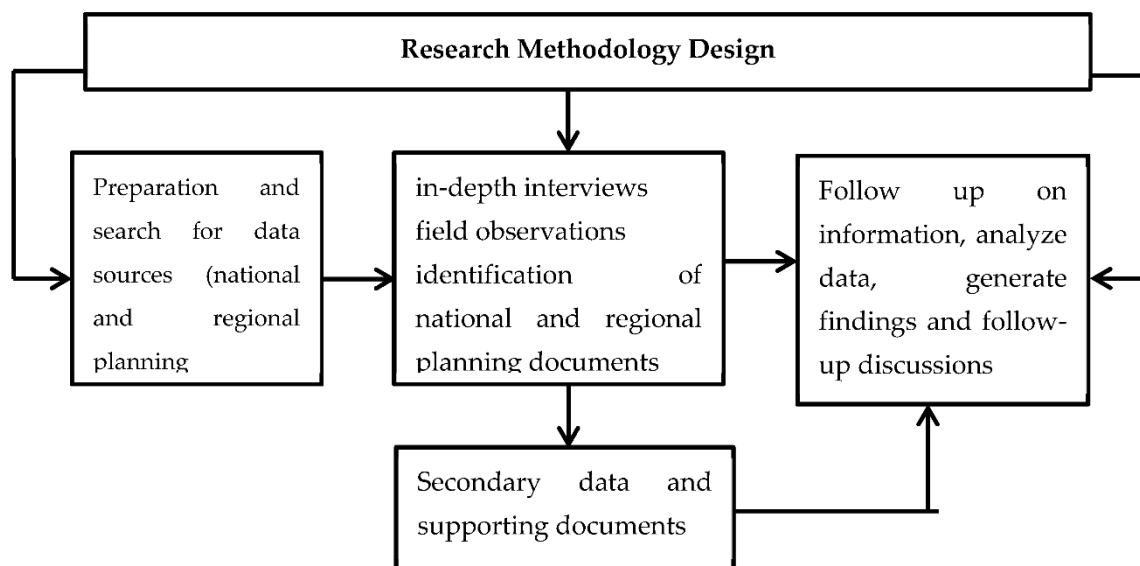 Research Methodology Design
Preparation and
search for data
sources (national
and regional
planning
in-depth interviews
field observations
identification of
national and regional
planning documents
Follow up on
information, analyze
data, generate
findings and follow-
up discussions
Secondary data and
supporting documents